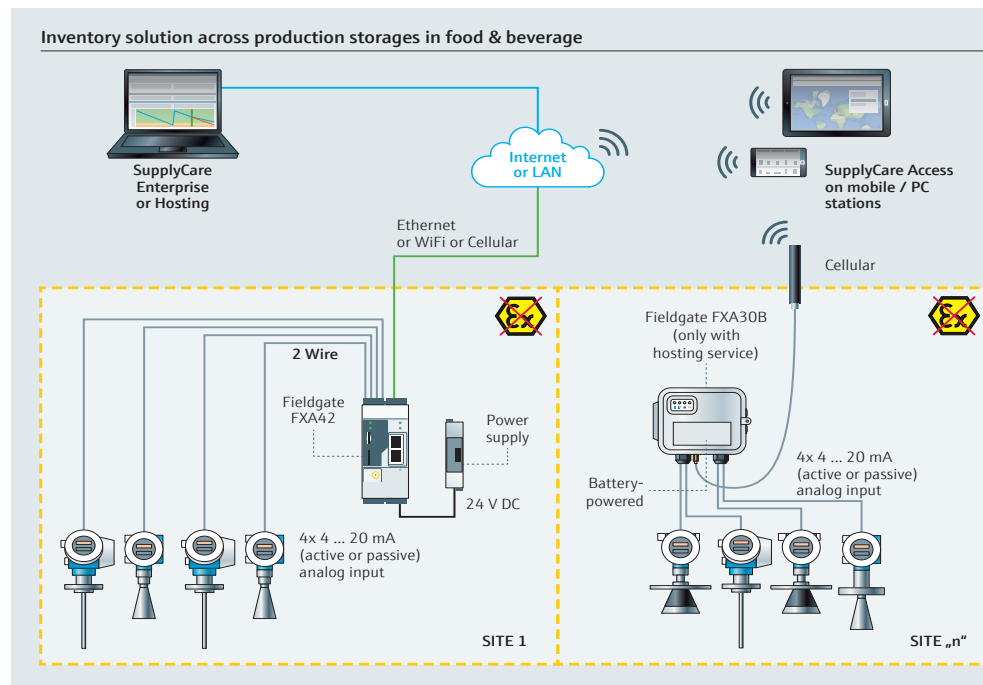 Inventory solution across production storages in food & beverage
SupplyCare
Enterprise
or Hosting
Internet
or LAN
SupplyCare Access
on mobile / PC
stations
Ethernet
or WiFi or Cellular
Cellular
Ex
2 Wire
Fieldgate
FXA42
Power
supply
24 V DC
4x 4 ... 20 mA
(active or passive)
analog input
SITE 1
Ex
Fieldgate FXA30B
(only with
hosting service)
Battery-
powered
4x 4 ... 20 mA
(active or passive)
analog input
SITE „n“